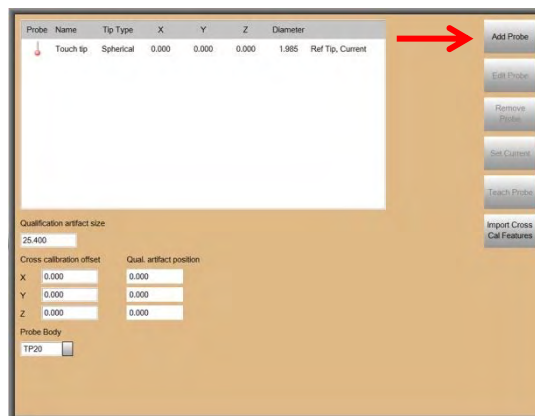 Probe Name Tip Type X Y Z Diameter
Touch tip Spherical 0.000 0.000 0.000 1.985 Ref Tip, Current
Add Probe
Edit Probe
Remove
Probe
Set Current
Teach Probe
Import Cross
Cal Features
Qualification artifact size
25.400
Cross calibration offset Qual. artifact position
X 0.000 0.000
Y 0.000 0.000
Z 0.000 0.000
Probe Body
TP20